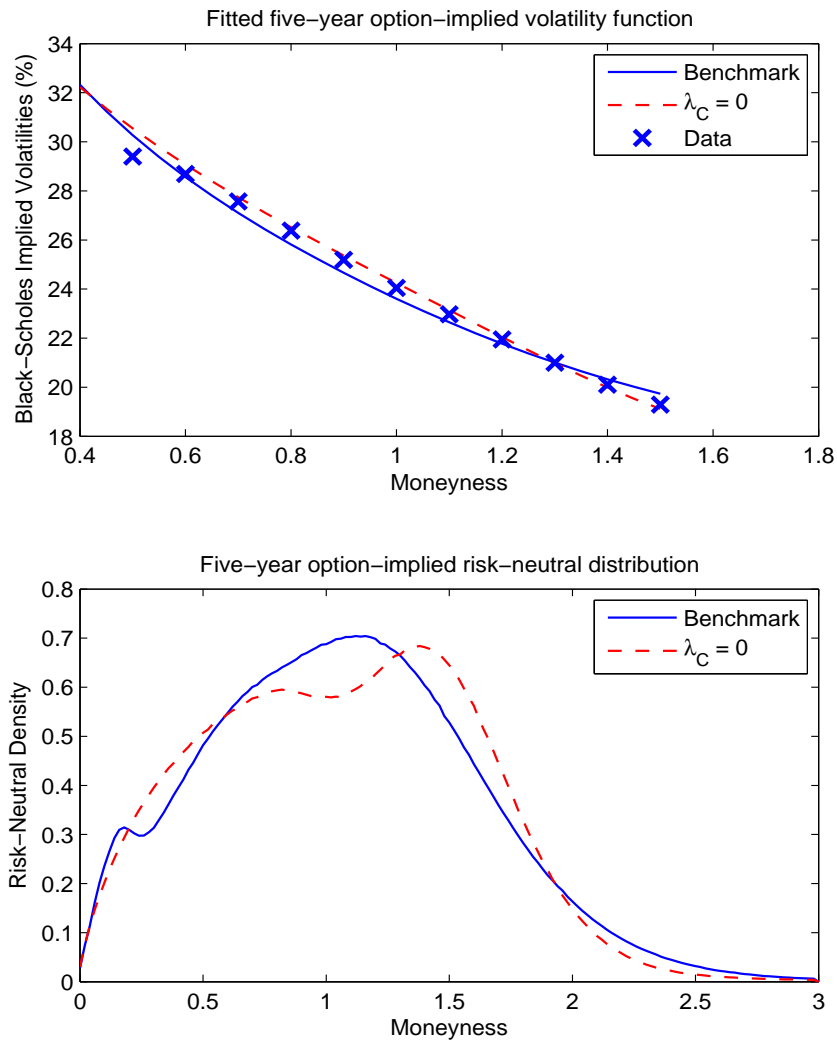 Fitted five−year option−implied volatility function
Black−Scholes Implied Volatilities (%)
34
32
30
28
26
24
22
20
18
Benchmark
λC = 0
Data
0.4 0.6 0.8 1 1.2 1.4 1.6 1.8
Moneyness
Five−year option−implied risk−neutral distribution
Risk−Neutral Density
0.8
0.7
0.6
0.5
0.4
0.3
0.2
0.1
0
Benchmark
λC = 0
0 0.5 1 1.5 2 2.5 3
Moneyness